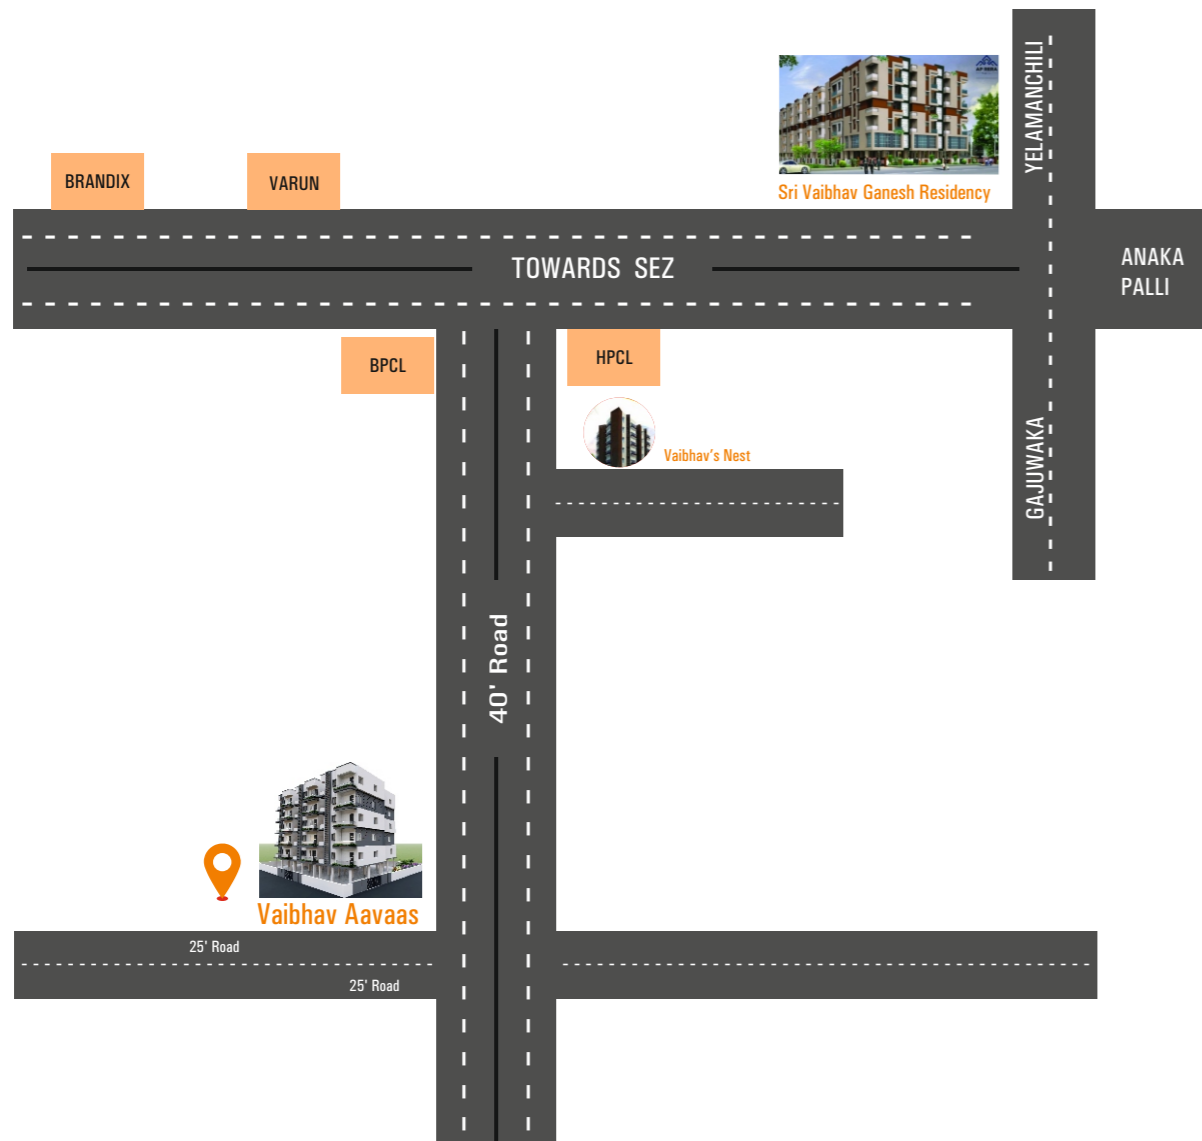 YELAMANCHILI
Sri Vaibhav Ganesh Residency
BRANDIX
VARUN
TOWARDS SEZ
ANAKA
PALLI
BPCL
HPCL
Vaibhav's Nest
GAJUWAKA
40' Road
Vaibhav Aavaas
25' Road
25' Road